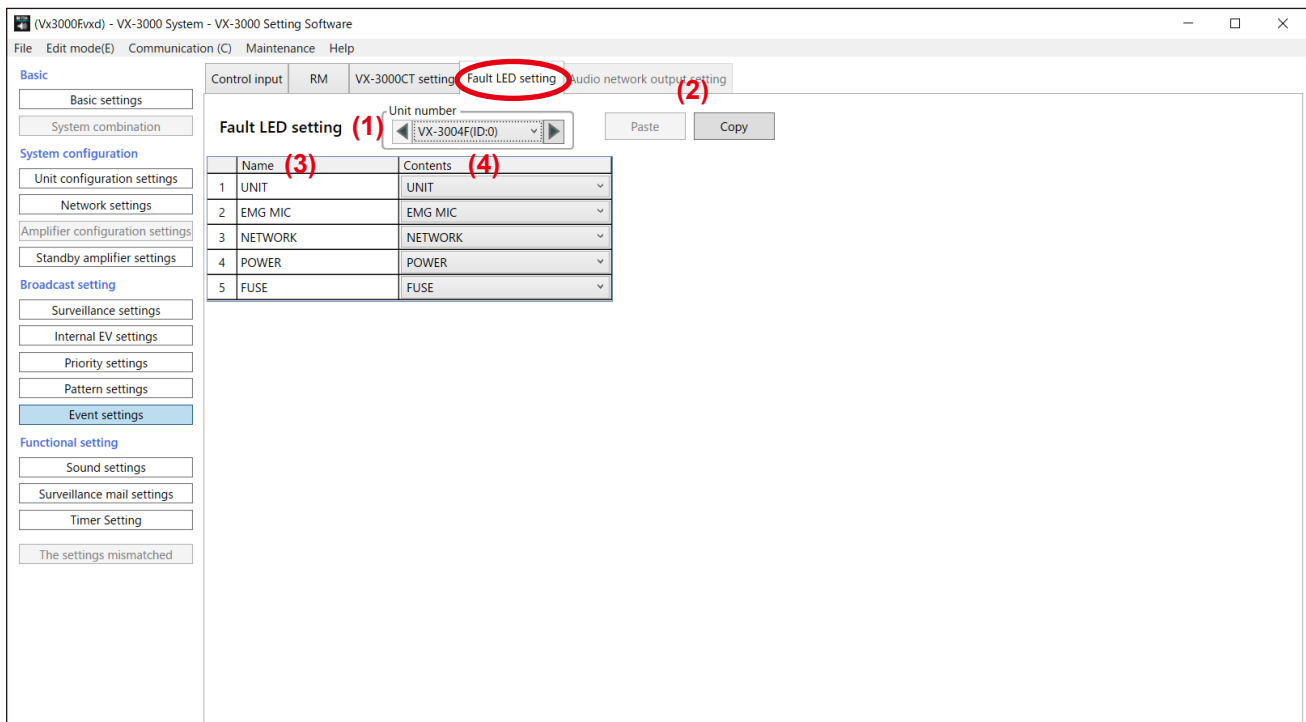 (Vx3000F.vxd) - VX-3000 System - VX-3000 Setting Software
File Edit mode(E) Communication (C) Maintenance Help
Basic
Basic settings
System combination
System configuration
Unit configuration settings
Network settings
Amplifier configuration settings
Standby amplifier settings
Broadcast setting
Surveillance settings
Internal EV settings
Priority settings
Pattern settings
Event settings
Functional setting
Sound settings
Surveillance mail settings
Timer Setting
The settings mismatched
Control input RM VX-3000CT setting Fault LED setting Audio network output setting
(2)
Unit number
Fault LED setting (1) VX-3004F(ID:0) Paste Copy
Name (3) Contents (4)
1 UNIT UNIT
2 EMG MIC EMG MIC
3 NETWORK NETWORK
4 POWER POWER
5 FUSE FUSE